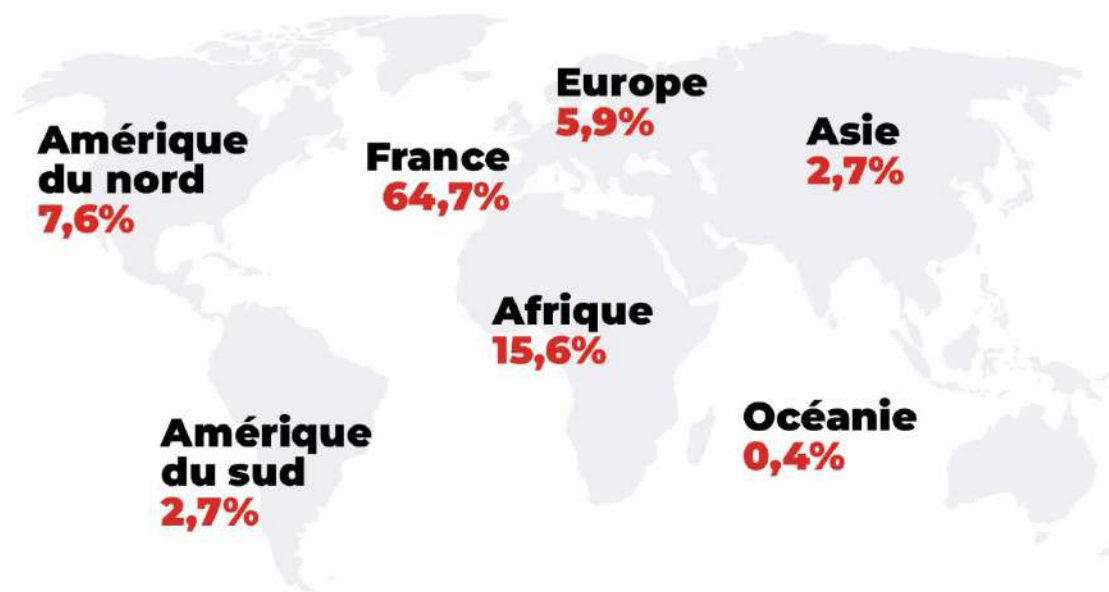 Europe
5,9%
Amérique
du nord
7,6%
France
64,7%
Asie
2,7%
Afrique
15,6%
Amérique
du sud
2,7%
Océanie
0,4%